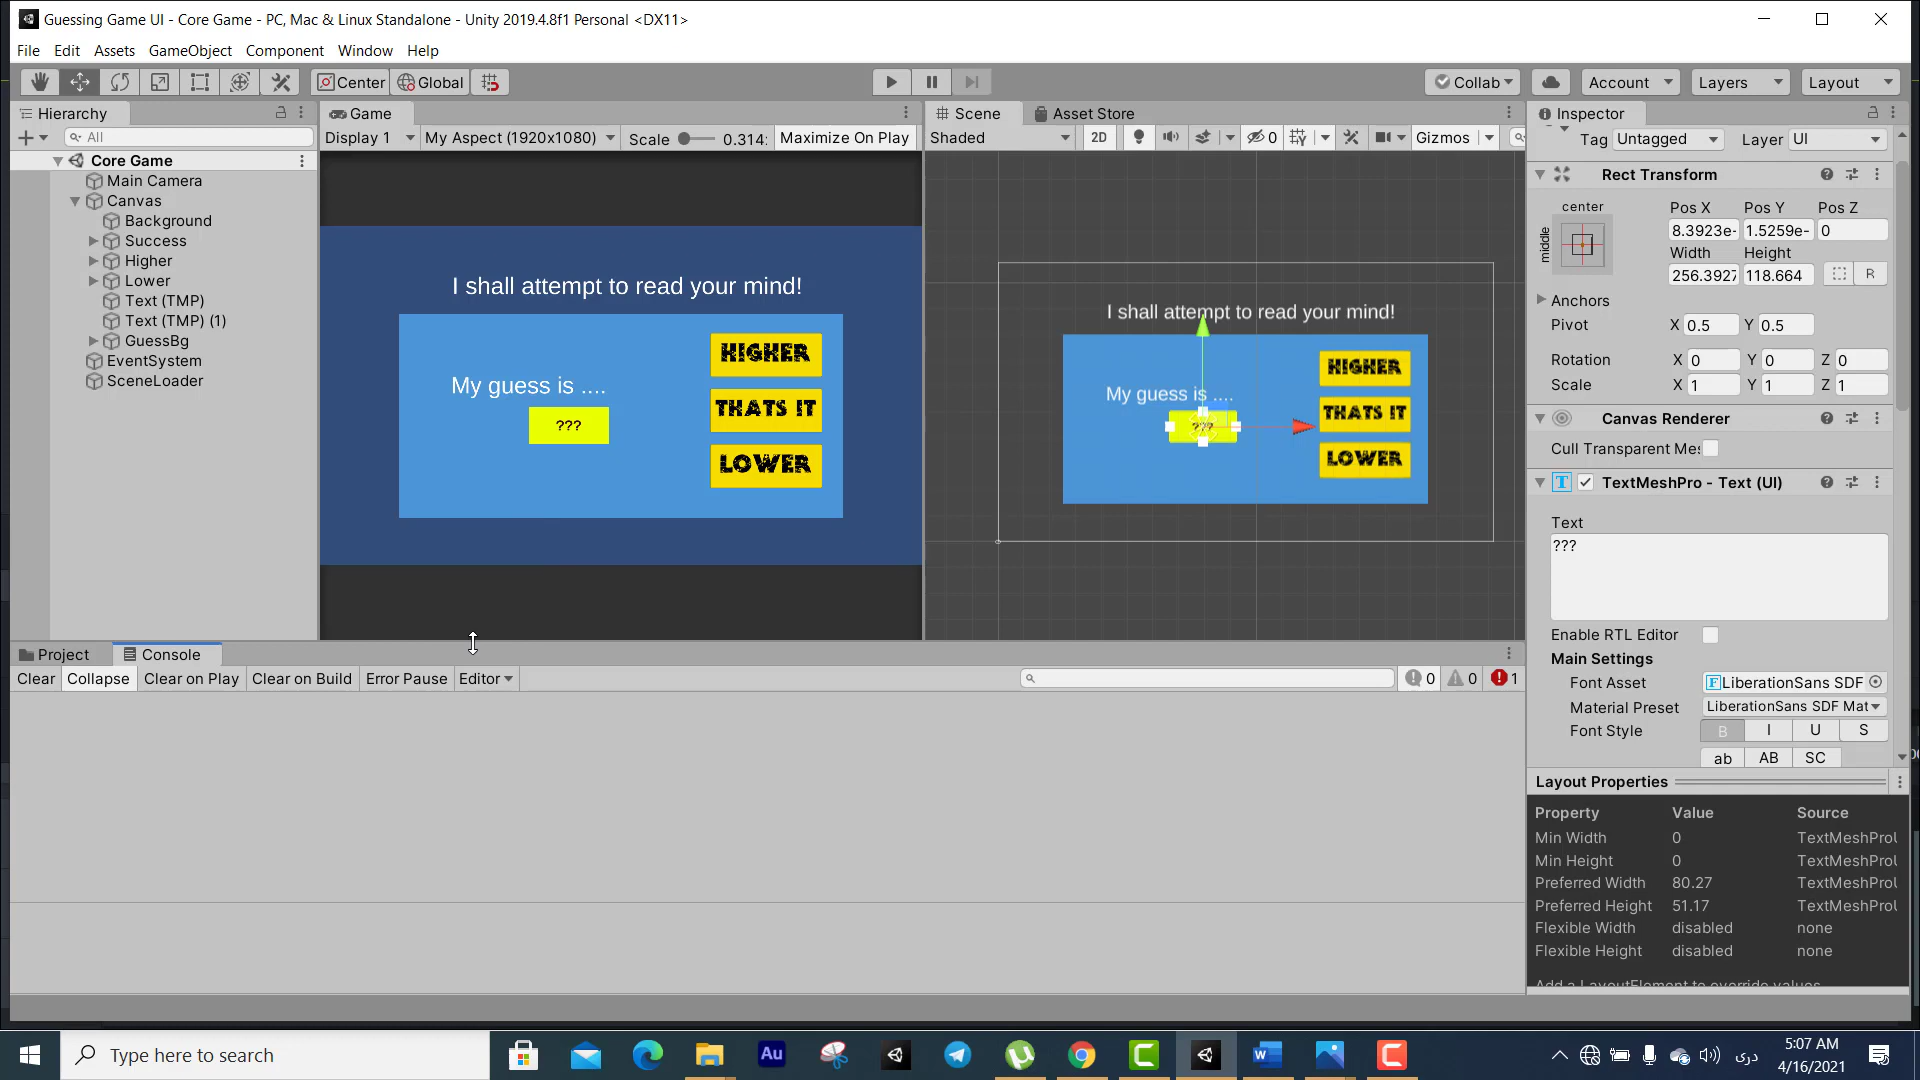 Guessing Game UI - Core Game - PC, Mac & Linux Standalone - Unity 2019.4.8f1 Personal <DX11>
File Edit Assets GameObject Component Window Help
Center Global Collab Account Layers Layout
Hierarchy
All
Core Game
Main Camera
Canvas
Background
Success
Higher
Lower
Text (TMP)
Text (TMP) (1)
GuessBg
EventSystem
SceneLoader
Game
Display 1 My Aspect (1920x1080) Scale 0.314 Maximize On Play
I shall attempt to read your mind!
My guess is ....
???
HIGHER
THATS IT
LOWER
Scene Asset Store
Shaded 2D 0 Gizmos
I shall attempt to read your mind!
My guess is ....
???
HIGHER
THATS IT
LOWER
Inspector
Tag Untagged Layer UI
Rect Transform
center
middle
Pos X Pos Y Pos Z
8.3923e- 1.5259e- 0
Width Height
256.3927 118.664 R
Anchors
Pivot X 0.5 Y 0.5
Rotation X 0 Y 0 Z 0
Scale X 1 Y 1 Z 1
Canvas Renderer
Cull Transparent Mes
TextMeshPro - Text (UI)
Text
???
Enable RTL Editor
Main Settings
Font Asset LiberationSans SDF
Material Preset LiberationSans SDF Mat
Font Style B I U S
ab AB SC
Layout Properties
Property Value Source
Min Width 0 TextMeshProU
Min Height 0 TextMeshProU
Preferred Width 80.27 TextMeshProU
Preferred Height 51.17 TextMeshProU
Flexible Width disabled none
Flexible Height disabled none
Add a LayoutElement to override values
Project Console
Clear Collapse Clear on Play Clear on Build Error Pause Editor 0 0 1
Type here to search
Au
دری
5:07 AM
4/16/2021